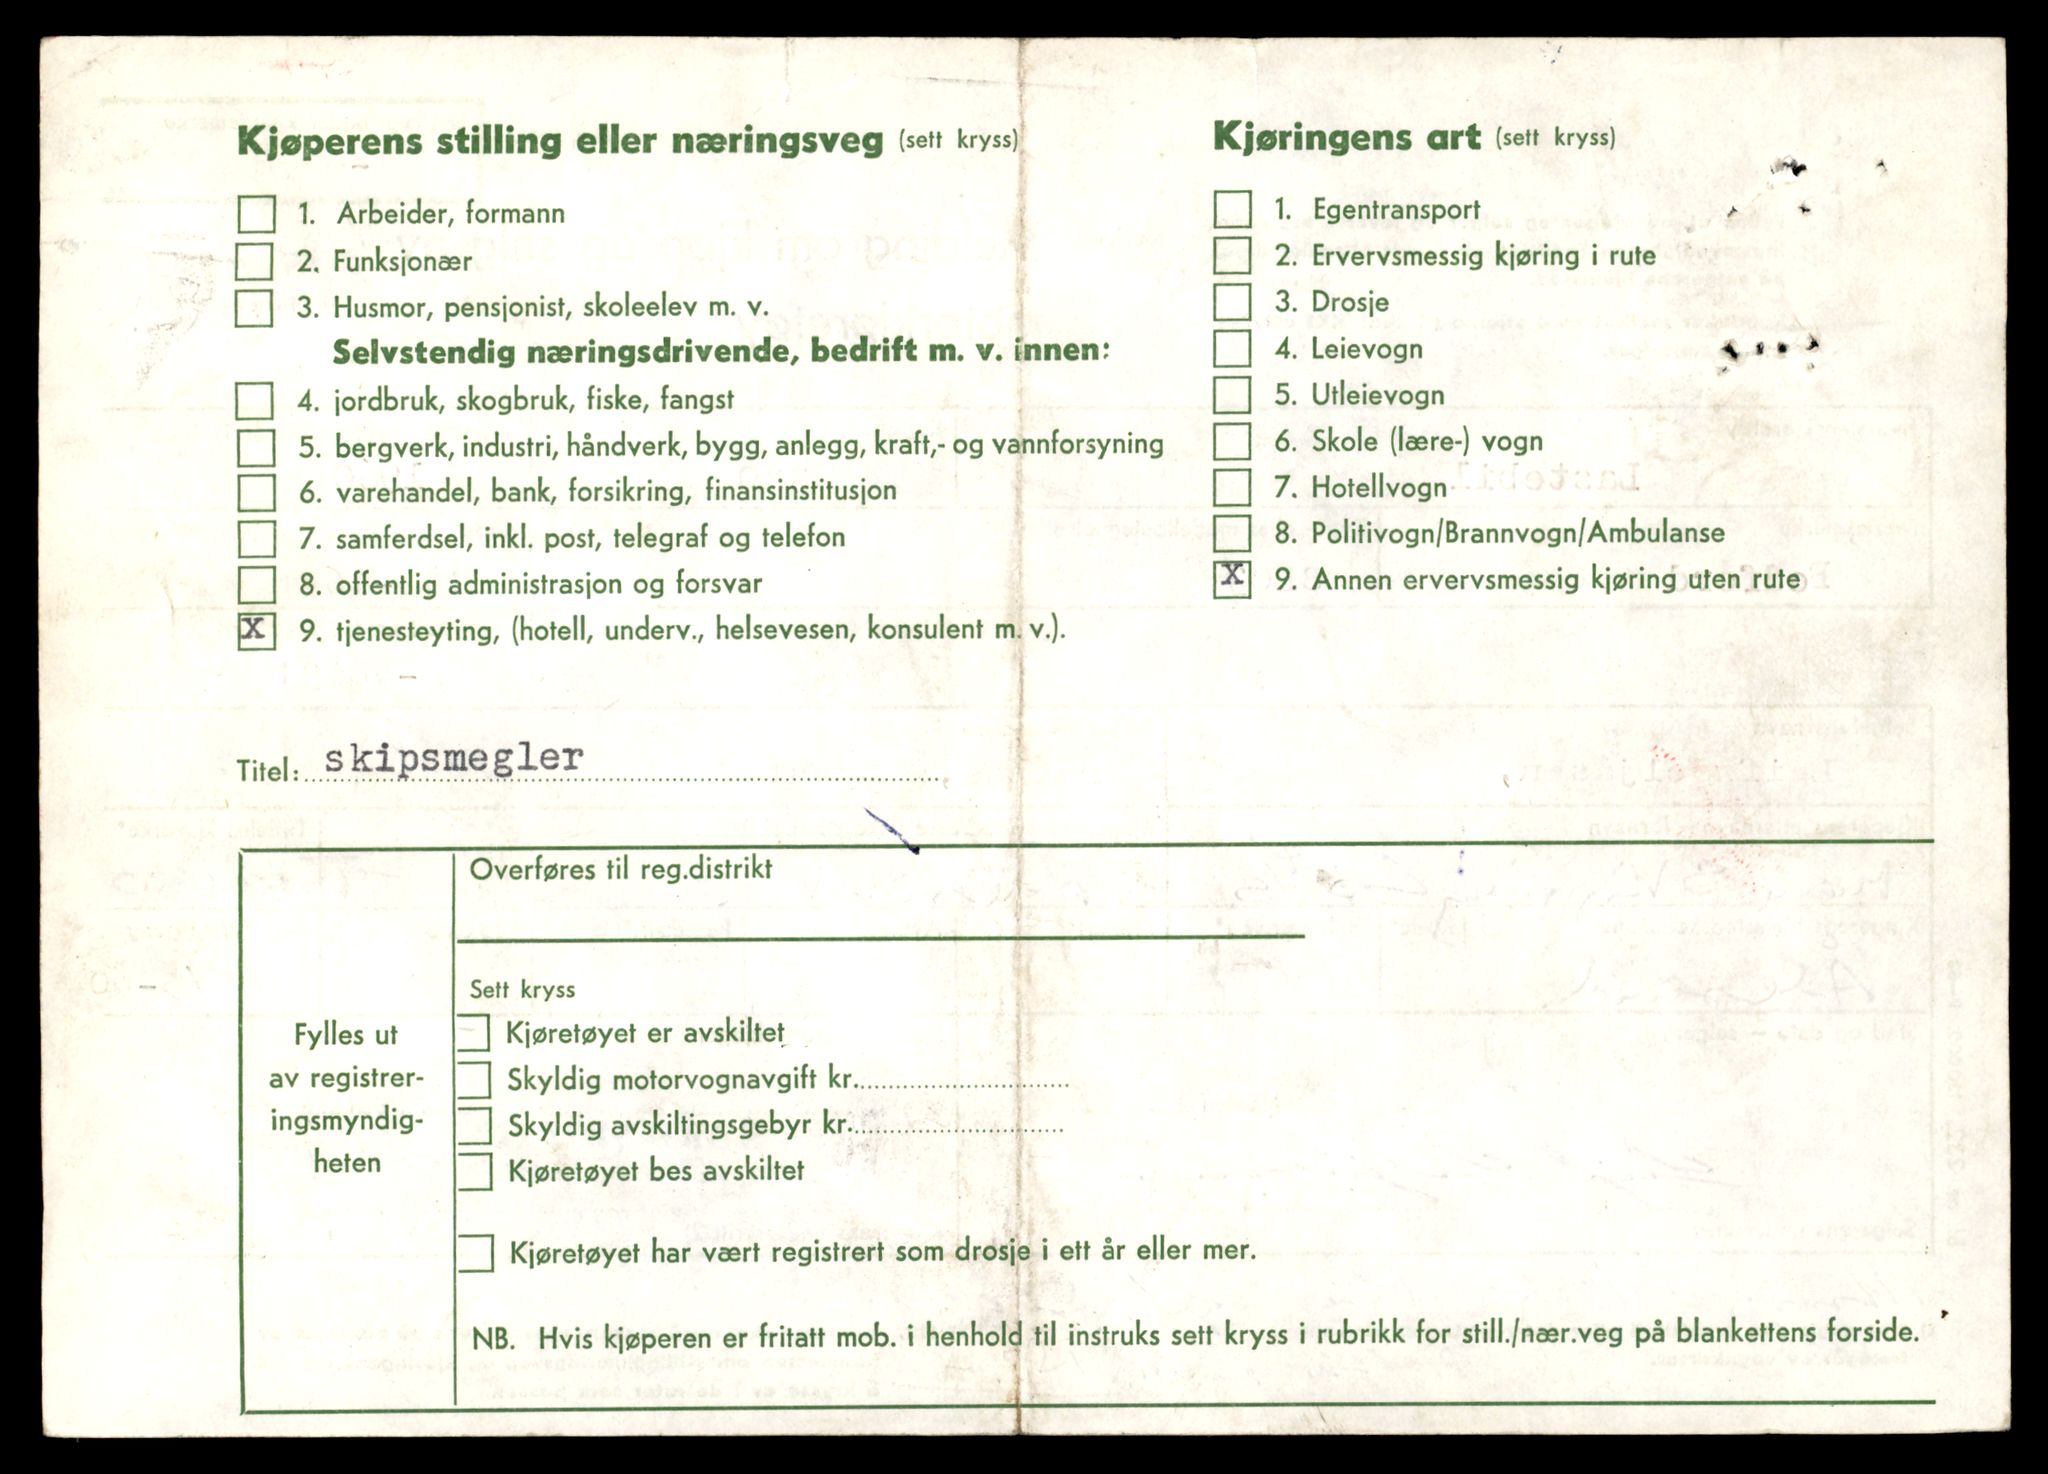 Kjøperens stilling eller næringsveg (sett kryss)
1. Arbeider, formann
2. Funksjonær
3. Husmor, pensjonist, skoleelev m. v.
Selvstendig næringsdrivende, bedrift m. v. innen:
4. jordbruk, skogbruk, fiske, fangst
5. bergverk, industri, håndverk, bygg, anlegg, kraft,- og vannforsyning
6. varehandel, bank, forsikring, finansinstitusjon
7. samferdsel, inkl. post, telegraf og telefon
8. offentlig administrasjon og forsvar
X 9. tjenesteyting, (hotell, underv., helsevesen, konsulent m. v.).
Titel: skipsmegler
Kjøringens art (sett kryss)
1. Egentransport
2. Ervervsmessig kjøring i rute
3. Drosje
4. Leievogn
5. Utleievogn
6. Skole (lære-) vogn
7. Hotellvogn
8. Politivogn/Brannvogn/Ambulanse
X 9. Annen ervervsmessig kjøring uten rute
Fylles ut
av registrer-
ingsmyndig-
heten
Overføres til reg.distrikt
Sett kryss
Kjøretøyet er avskiltet
Skyldig motorvognavgift kr.
Skyldig avskiltingsgebyr kr.
Kjøretøyet bes avskiltet
Kjøretøyet har vært registrert som drosje i ett år eller mer.
NB. Hvis kjøperen er fritatt mob. i henhold til instruks sett kryss i rubrikk for still./nær.veg på blankettens forside.